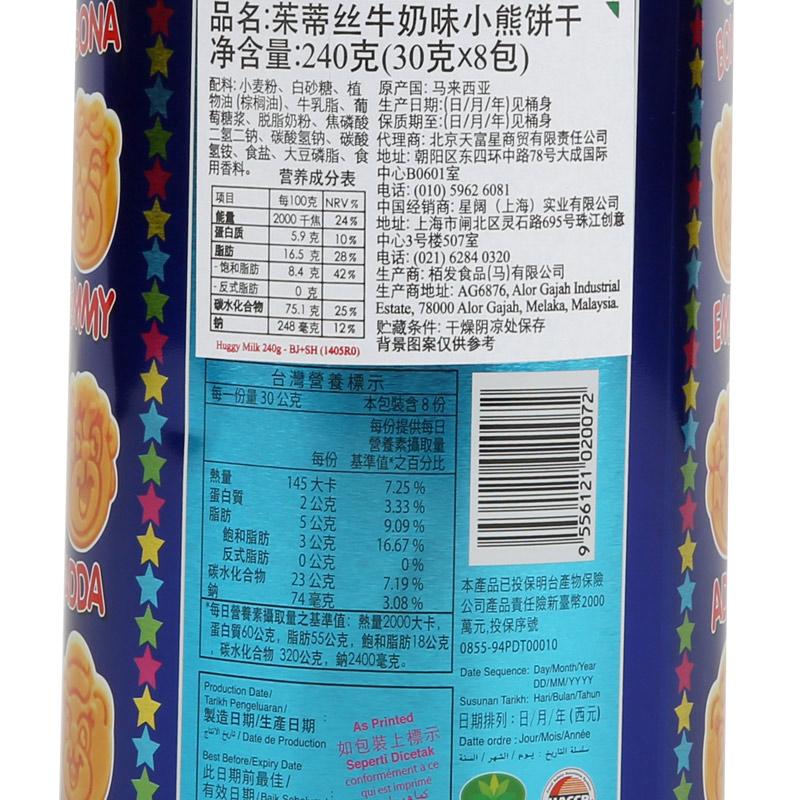 品名:茱蒂丝牛奶味小熊饼干
净含量:240克(30克x8包)
配料: 小麦粉、白砂糖、植
物油(棕榈油)、牛乳脂、葡
萄糖浆、脱脂奶粉、焦磷酸
二氢二钠、碳酸氢钠、碳酸
氢铵、食盐、大豆磷脂、食
用香料。
营养成分表
项目 每100克 NRV %
能量 2000 千焦 24 %
蛋白质 5.9 克 10 %
脂肪 16.5 克 28 %
- 饱和脂肪 8.4 克 42 %
- 反式脂肪 0 克
碳水化合物 75.1 克 25 %
钠 248 毫克 12 %
Huggy Milk 240g - BJ+SH (1405R0)
原产国: 马来西亚
生产日期:(日/月/年)见桶身
保质期至:(日/月/年)见桶身
代理商: 北京天富星商贸有限责任公司
地址: 朝阳区东四环中路78号大成国际
中心B0601室
电话: (010) 5962 6081
中国经销商: 星阔（上海）实业有限公司
地址: 上海市闸北区灵石路695号珠江创意
中心3号楼507室
电话: (021) 6284 0320
生产商: 栢发食品(马)有限公司
生产商地址: AG6876, Alor Gajah Industrial
Estate, 78000 Alor Gajah, Melaka, Malaysia.
贮藏条件: 干燥阴凉处保存
背景图案仅供参考
台灣營養標示
每一份量 30 公克 本包裝含 8 份
每份提供每日
營養素攝取量
每份 基準值*之百分比
熱量 145 大卡 7.25 %
蛋白質 2 公克 3.33 %
脂肪 5 公克 9.09 %
飽和脂肪 3 公克 16.67 %
反式脂肪 0 公克 0 %
碳水化合物 23 公克 7.19 %
鈉 74 毫克 3.08 %
*每日營養素攝取量之基準值: 熱量2000大卡,
蛋白質60公克, 脂肪55公克, 飽和脂肪18公克
, 碳水化合物 320公克, 鈉2400毫克。
9 556121 020072
本產品已投保明台產物保險
公司產品責任險新臺幣2000
萬元,投保序號
0855-94PDT00010
Date Sequence: Day/Month/Year
DD/MM/YYYY
Susunan Tarikh: Hari/Bulan/Tahun
日期排列 : 日/月/年 (西元)
Datte ordre : Jour/Mois/Année
سلسلة التاريخ : يوم / الشهر / السنة
Production Date/
Tarikh Pengeluaran/
製造日期/生產日期
تاريخ الإنتاج / Date de Production
Best Before/Expiry Date
此日期前最佳/
有效日期/Baik Sebelum/
As Printed
如包裝上標示
Seperti Dicetak
conformément à ce
qui est imprimé
HACCP